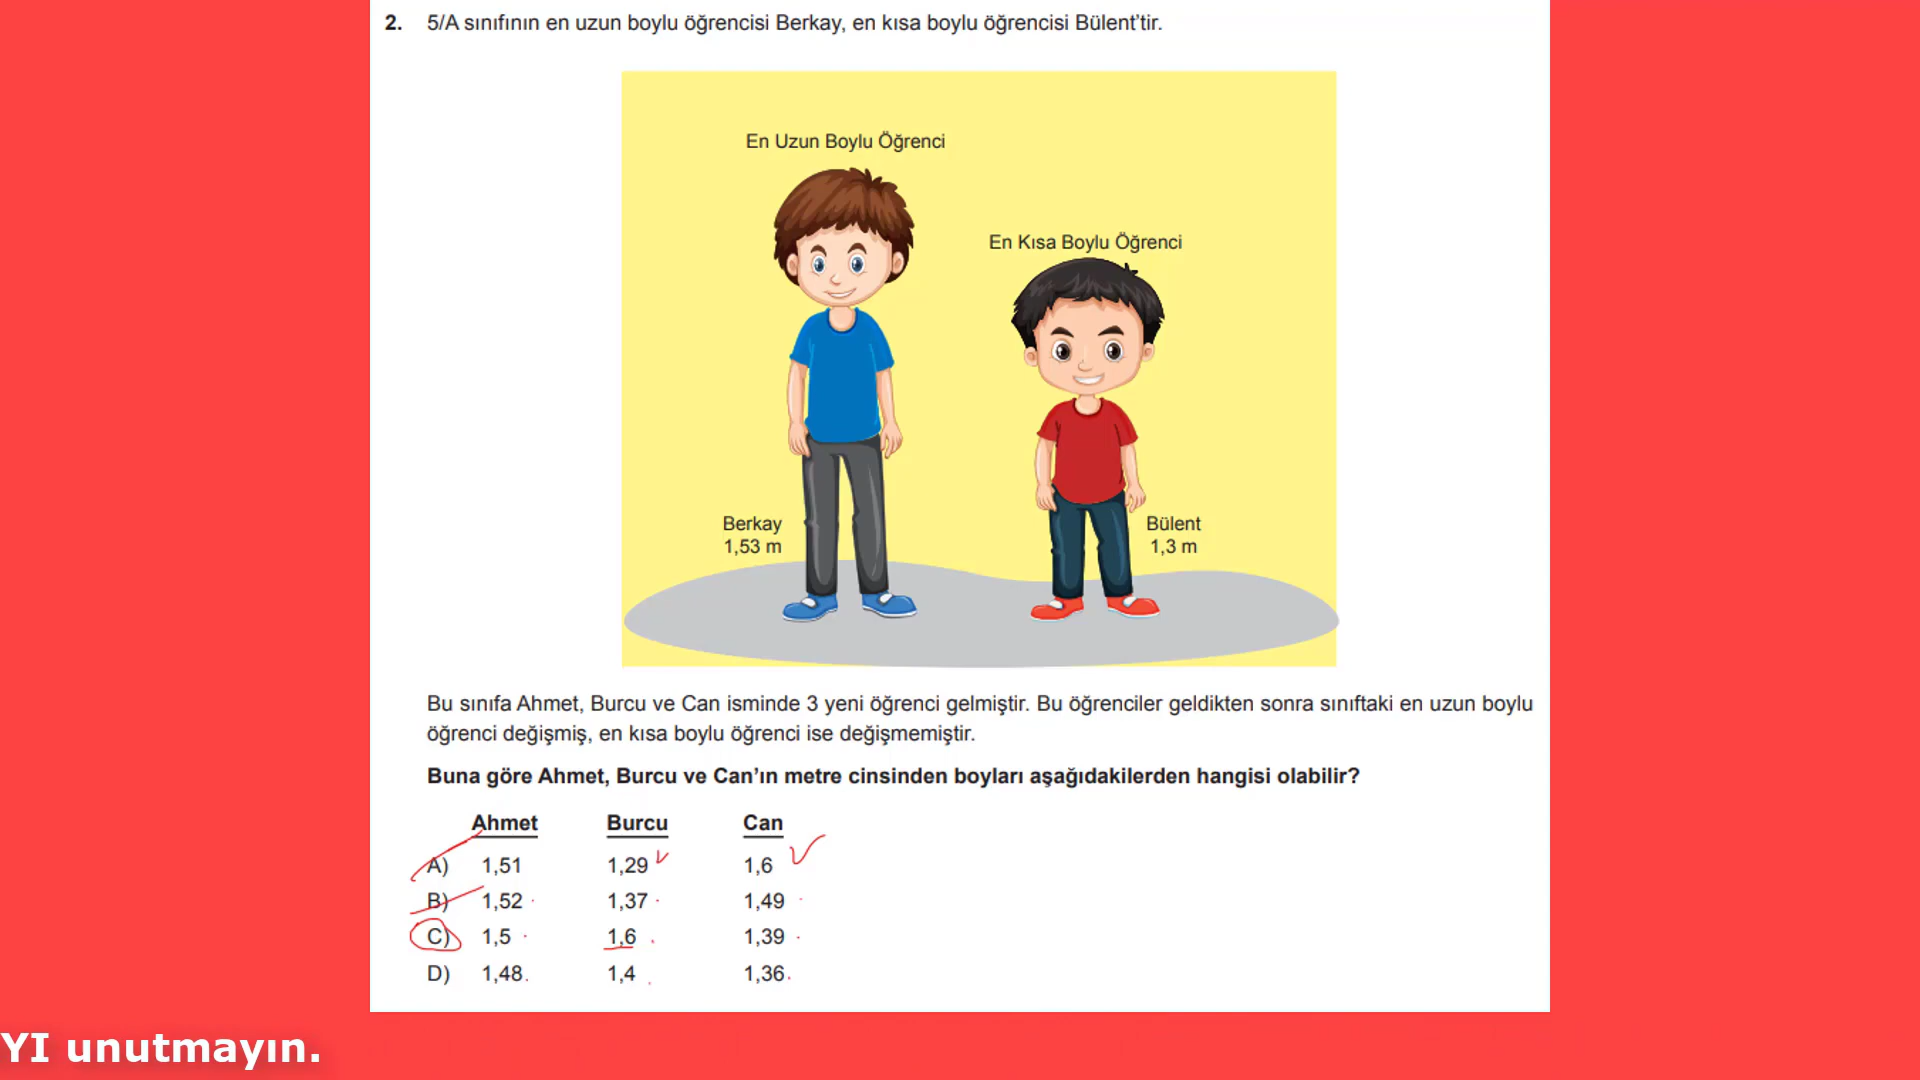 2. 5/A sınıfının en uzun boylu öğrencisi Berkay, en kısa boylu öğrencisi Bülent'tir.
En Uzun Boylu Öğrenci
En Kısa Boylu Öğrenci
Berkay
1,53 m
Bülent
1,3 m
Bu sınıfa Ahmet, Burcu ve Can isminde 3 yeni öğrenci gelmiştir. Bu öğrenciler geldikten sonra sınıftaki en uzun boylu
öğrenci değişmiş, en kısa boylu öğrenci ise değişmemiştir.
Buna göre Ahmet, Burcu ve Can'ın metre cinsinden boyları aşağıdakilerden hangisi olabilir?
Ahmet Burcu Can
A) 1,51 1,29 1,6
B) 1,52 1,37 1,49
C) 1,5 1,6 1,39
D) 1,48 1,4 1,36
YI unutmayın.